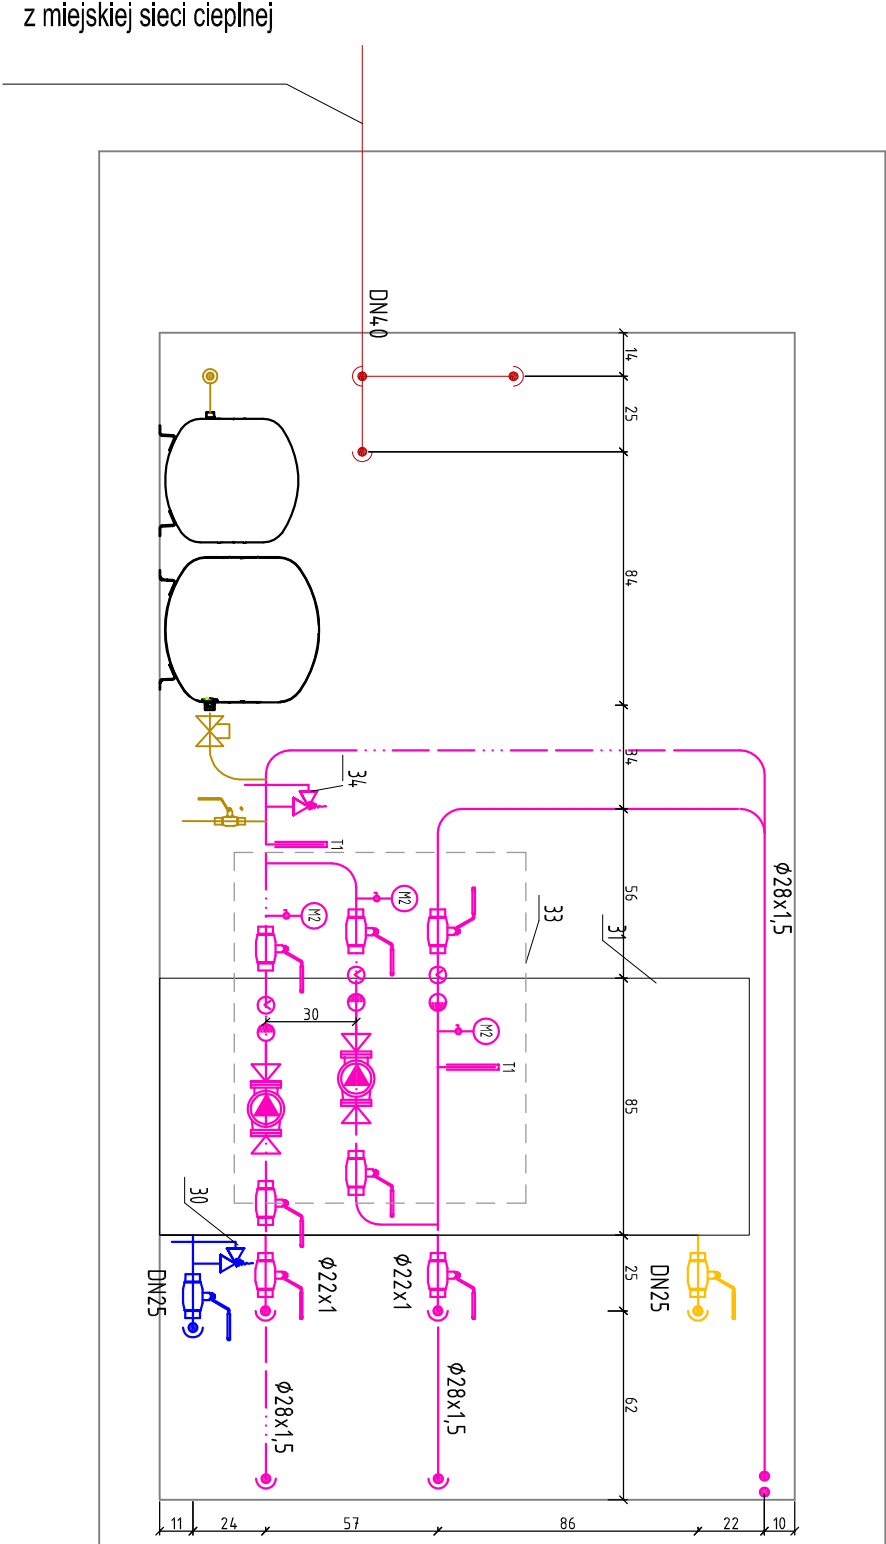 z miejskiej sieci cieplnej
DN40
14
25
84
34
34
T1
Φ28x1,5
M2
M2
33
56
31
30
M2
T1
85
30
Φ22x1
Φ22x1
DN25
25
DN25
Φ28x1,5
Φ28x1,5
62
11
24
57
86
22
10